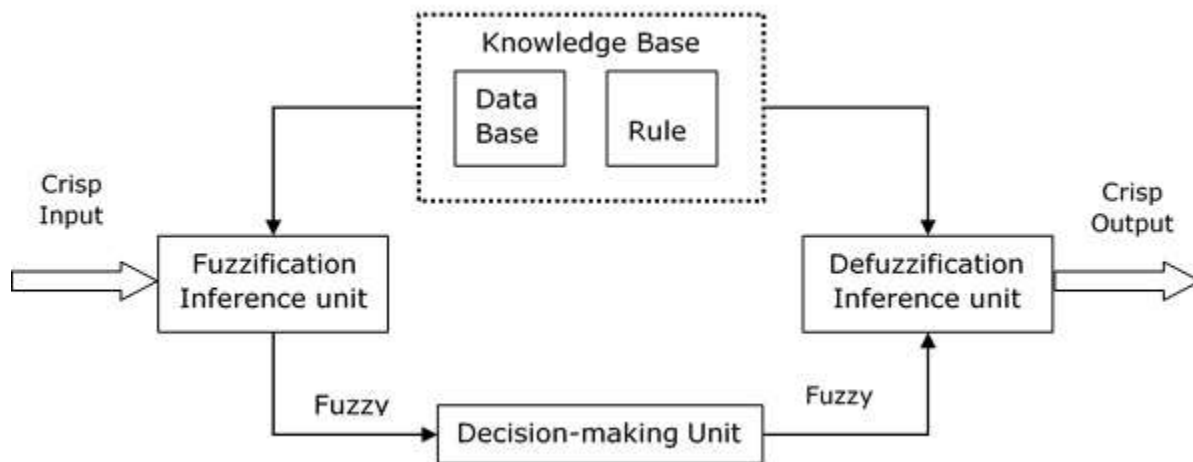 Knowledge Base
Data
Base
Rule
Crisp
Input
Crisp
Output
Fuzzification
Inference unit
Defuzzification
Inference unit
Fuzzy
Fuzzy
Decision-making Unit